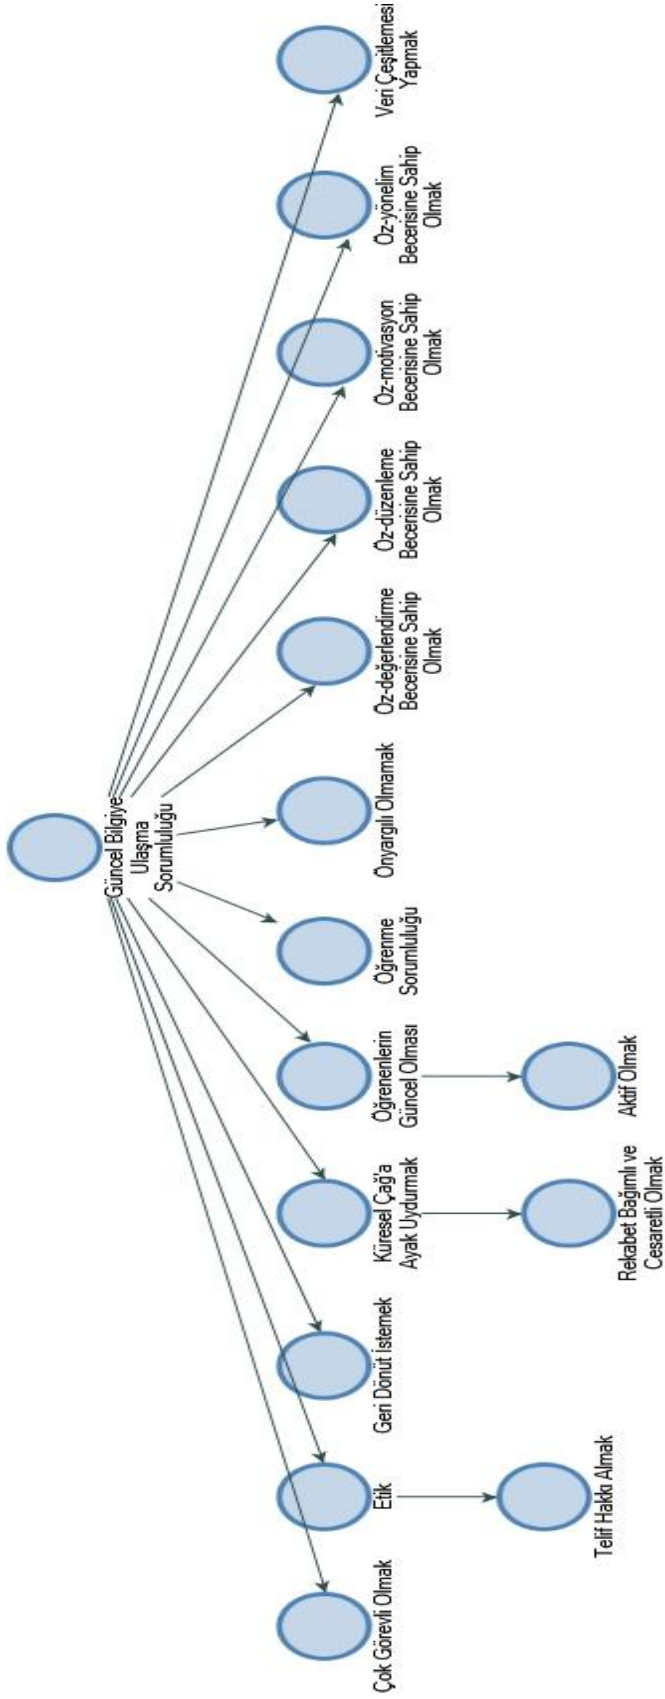 Güncel Bilgiye
Ulaşma
Sorumluluğu
Çok Görevli Olmak
Etik
Geri Dönüt İstemek
Küresel Çağ'a
Ayak Uydurmak
Öğrenenlerin
Güncel Olması
Öğrenme
Sorumluluğu
Önyargılı Olmamak
Öz-değerlendirme
Becerisine Sahip
Olmak
Öz-düzenleme
Becerisine Sahip
Olmak
Öz-motivasyon
Becerisine Sahip
Olmak
Öz-yönelim
Becerisine Sahip
Olmak
Veri Çeşitlemesi
Yapmak
Telif Hakkı Almak
Rekabet Bağımlı ve
Cesaretli Olmak
Aktif Olmak